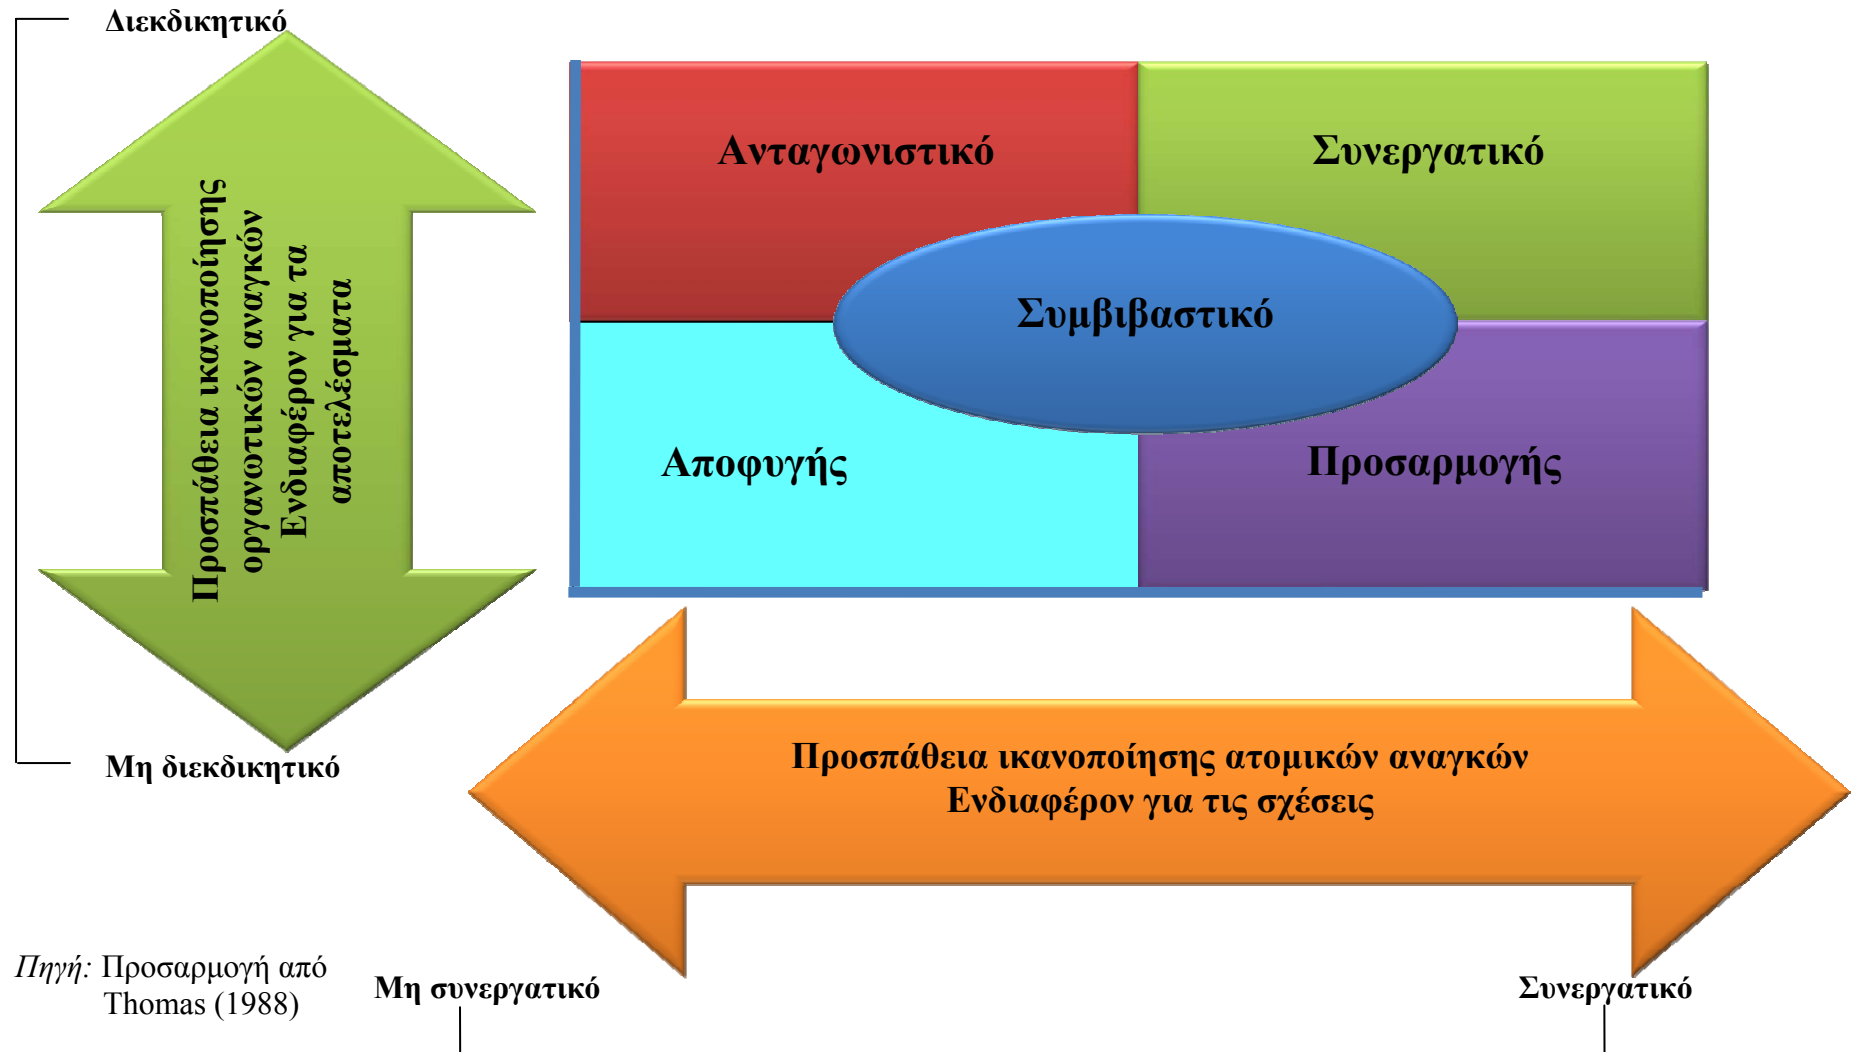 Διεκδικητικό
Προσπάθεια ικανοποίησης
οργανωτικών αναγκών
Ενδιαφέρον για τα
αποτελέσματα
Μη διεκδικητικό
Ανταγωνιστικό
Συνεργατικό
Συμβιβαστικό
Αποφυγής
Προσαρμογής
Προσπάθεια ικανοποίησης ατομικών αναγκών
Ενδιαφέρον για τις σχέσεις
Πηγή: Προσαρμογή από
Thomas (1988)
Μη συνεργατικό
Συνεργατικό